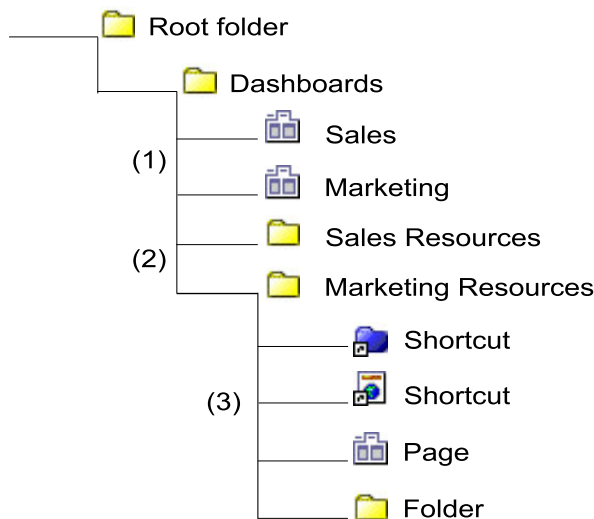 Root folder
Dashboards
Sales
(1)
Marketing
Sales Resources
(2)
Marketing Resources
Shortcut
Shortcut
(3)
Page
Folder